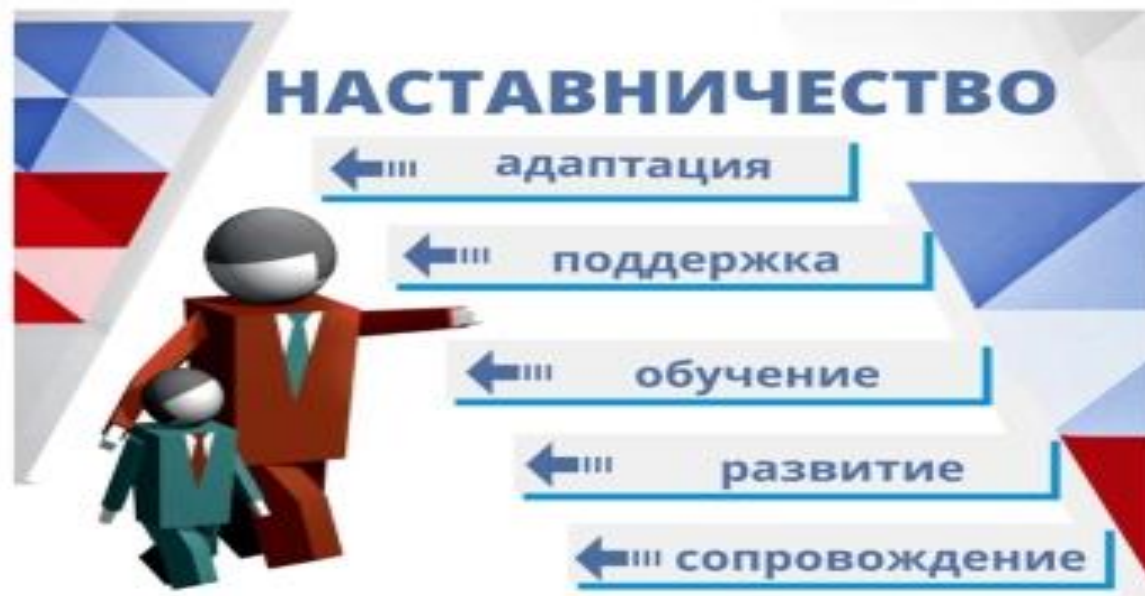 НАСТАВНИЧЕСТВО
адаптация
поддержка
обучение
развитие
сопровождение